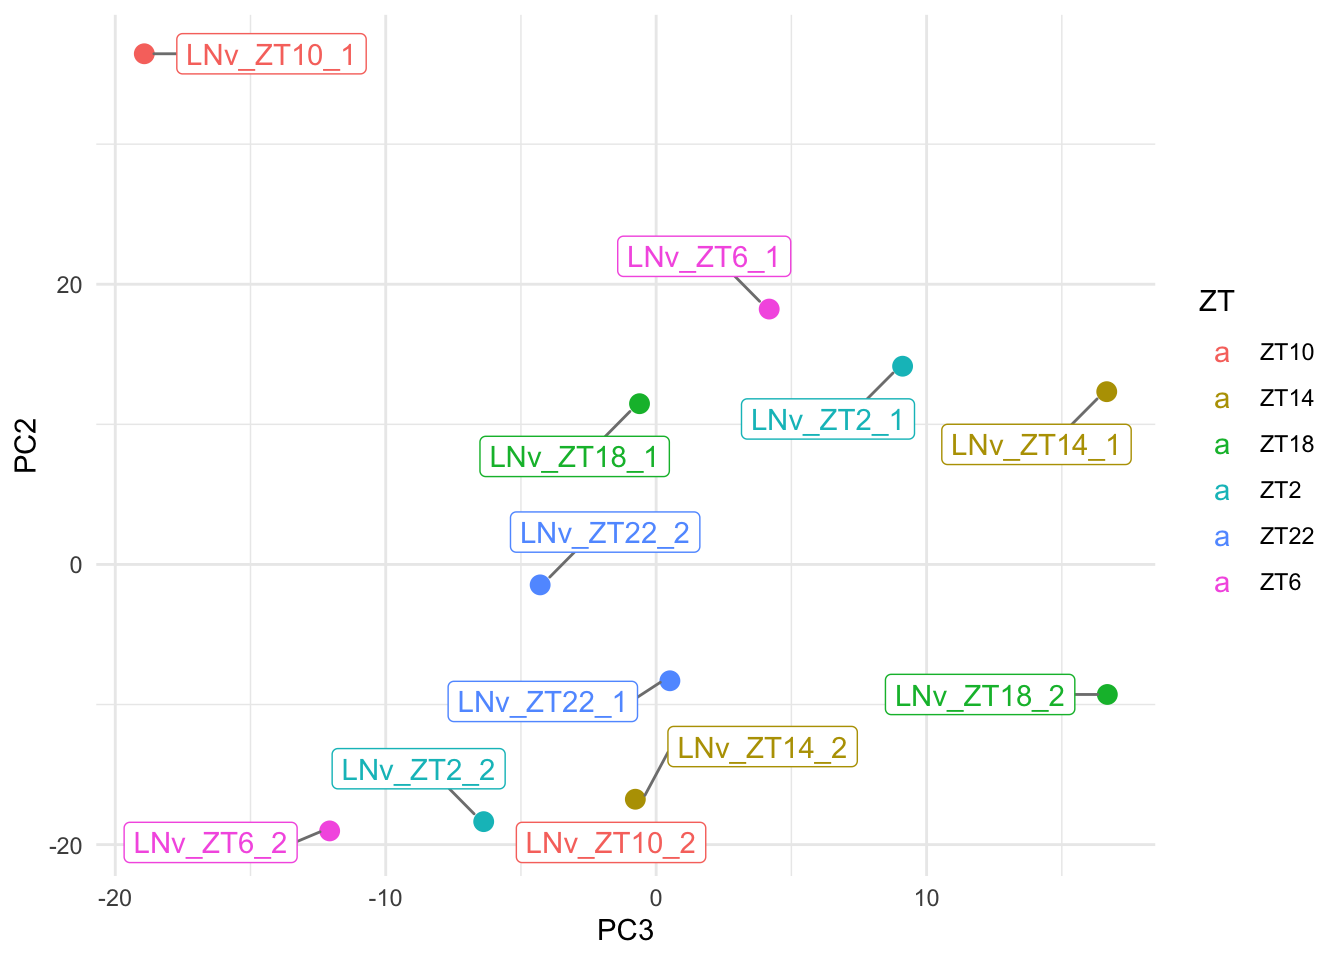 LNv_ZT10_1
LNv_ZT6_1
20
ZT
a ZT10
LNv_ZT2_1
a ZT14
PC2
LNv_ZT18_1
LNv_ZT14_1
a ZT18
a ZT2
LNv_ZT22_2
a ZT22
0
a ZT6
LNv_ZT22_1
LNv_ZT18_2
LNv_ZT14_2
LNv_ZT2_2
-20
LNv_ZT6_2
LNv_ZT10_2
-20 -10 0 10
PC3